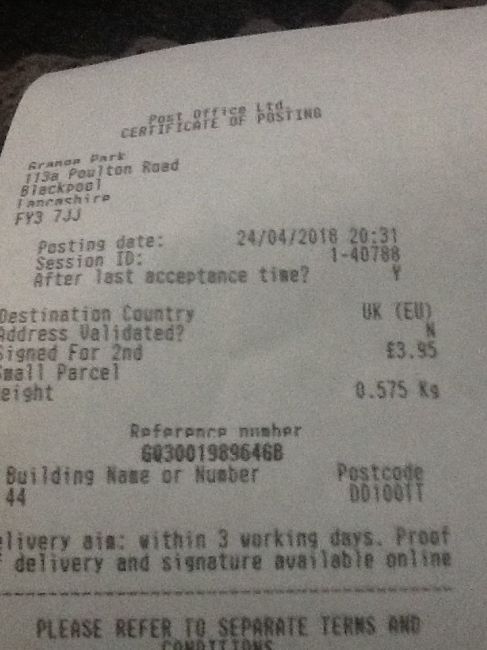 Post Office Ltd.
CERTIFICATE OF POSTING
Grange Park
113a Poulton Road
Blackpool
Lancashire
FY3 7JJ
Posting date: 24/04/2018 20:31
Session ID: 1-40788
After last acceptance time? Y
Destination Country UK (EU)
Address Validated? N
Signed For 2nd £3.95
Small Parcel
eight 0.575 Kg
Reference number
GQ300198964GB
Building Name or Number Postcode
44 DD100TT
elivery aim: within 3 working days. Proof
f delivery and signature available online
PLEASE REFER TO SEPARATE TERMS AND
CONDITIONS